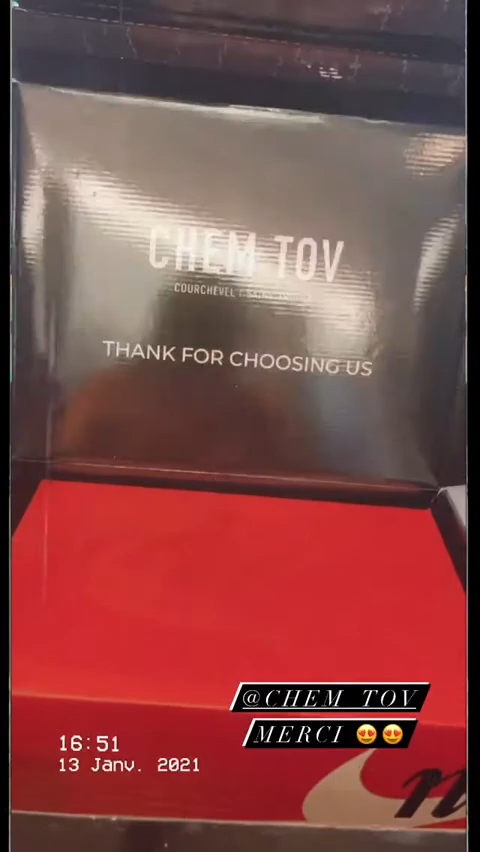 CHEM TOV
COURCHEVEL
THANK FOR CHOOSING US
@CHEM_TOV
MERCI 😍😍
16:51
13 Janv. 2021